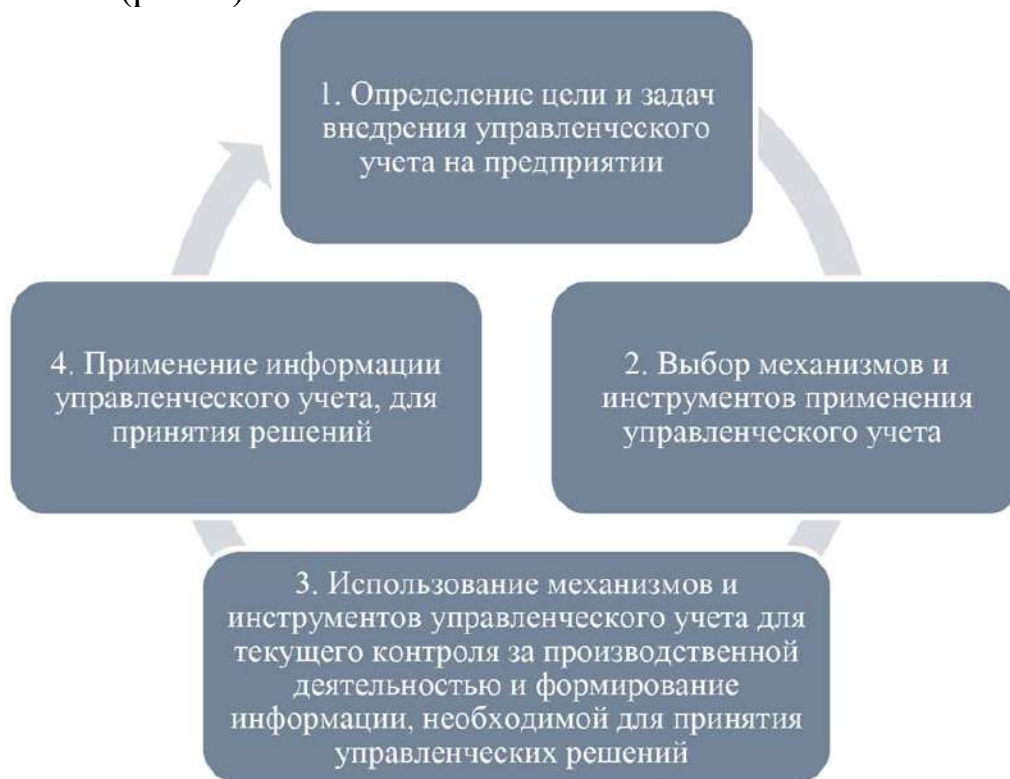 1. Определение цели и задач
внедрения управленческого
учета на предприятии
2. Выбор механизмов и
инструментов применения
управленческого учета
3. Использование механизмов и
инструментов управленческого учета для
текущего контроля за производственной
деятельностью и формирование
информации, необходимой для принятия
управленческих решений
4. Применение информации
управленческого учета, для
принятия решений